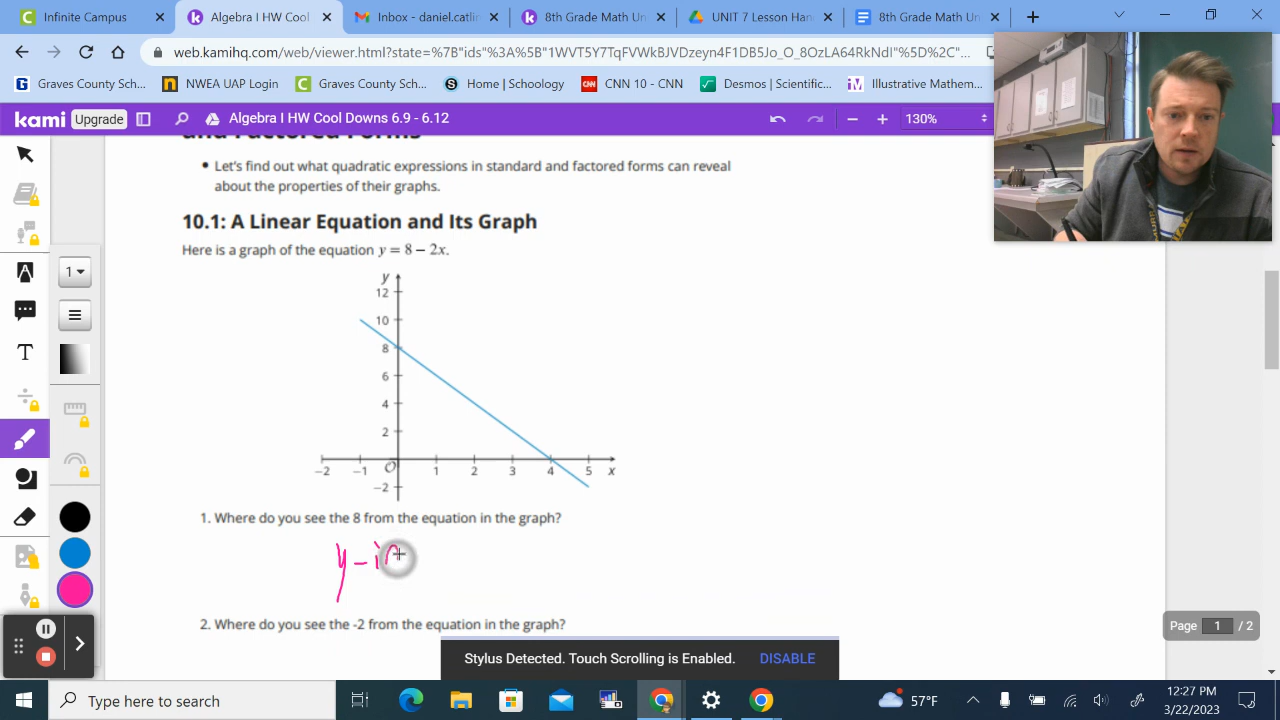 Infinite Campus
Algebra I HW Cool
Inbox - daniel.catlin
8th Grade Math Un
UNIT 7 Lesson Han
8th Grade Math Un
web.kamihq.com/web/viewer.html?state=%7B"ids"%3A%5B"1WVT5Y7TqFVWkBJVDzeyn4F1DB5Jo_O_8OzLA64RkNdI"%5D%2C"...
Graves County Sch...
NWEA UAP Login
Graves County Sch...
Home | Schoology
CNN 10 - CNN
Desmos | Scientific...
Illustrative Mathem...
kami Upgrade
Algebra I HW Cool Downs 6.9 - 6.12
130%
and Factored Forms
• Let's find out what quadratic expressions in standard and factored forms can reveal
about the properties of their graphs.
10.1: A Linear Equation and Its Graph
Here is a graph of the equation y = 8 − 2x.
y
12
10
8
6
4
2
−2 −1 O 1 2 3 4 5 x
−2
1. Where do you see the 8 from the equation in the graph?
y-in
2. Where do you see the -2 from the equation in the graph?
1
T
Page 1 / 2
Stylus Detected. Touch Scrolling is Enabled. DISABLE
Type here to search
57°F
12:27 PM
3/22/2023